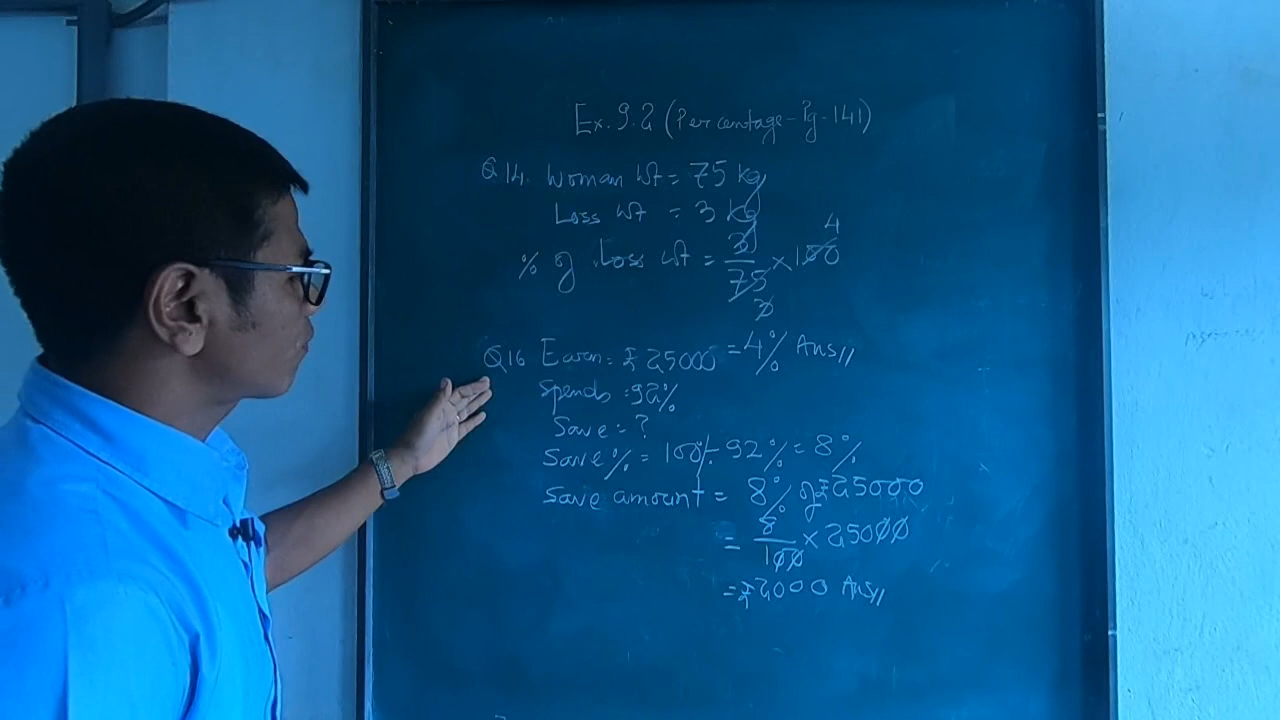 Ex. 9.2 (Percentage - Pg - 141)
Q 14. Woman wt = 75 kg
Loss wt = 3 kg
% of Loss wt = 3/75 × 100
4
3
= 4% Ans//
Q16 Earn = ₹ 25000
Spends = 92%
Save = ?
Save % = 100% - 92% = 8%
Save amount = 8% of ₹25000
= 8/100 × 25000
= ₹2000 Ans//